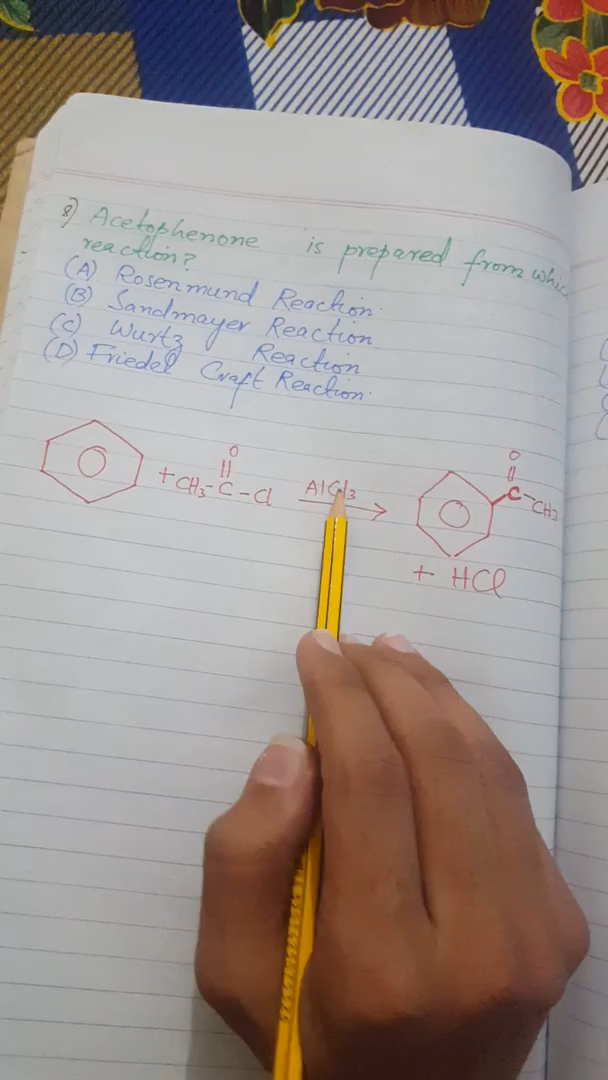 8) Acetophenone is prepared from whic
reaction?
(A) Rosenmund Reaction.
(B) Sandmayer Reaction
(C) Wurtz Reaction
(D) Friedel Craft Reaction.
O O
+ CH3-C-Cl AlCl3 C-CH3
+ HCl